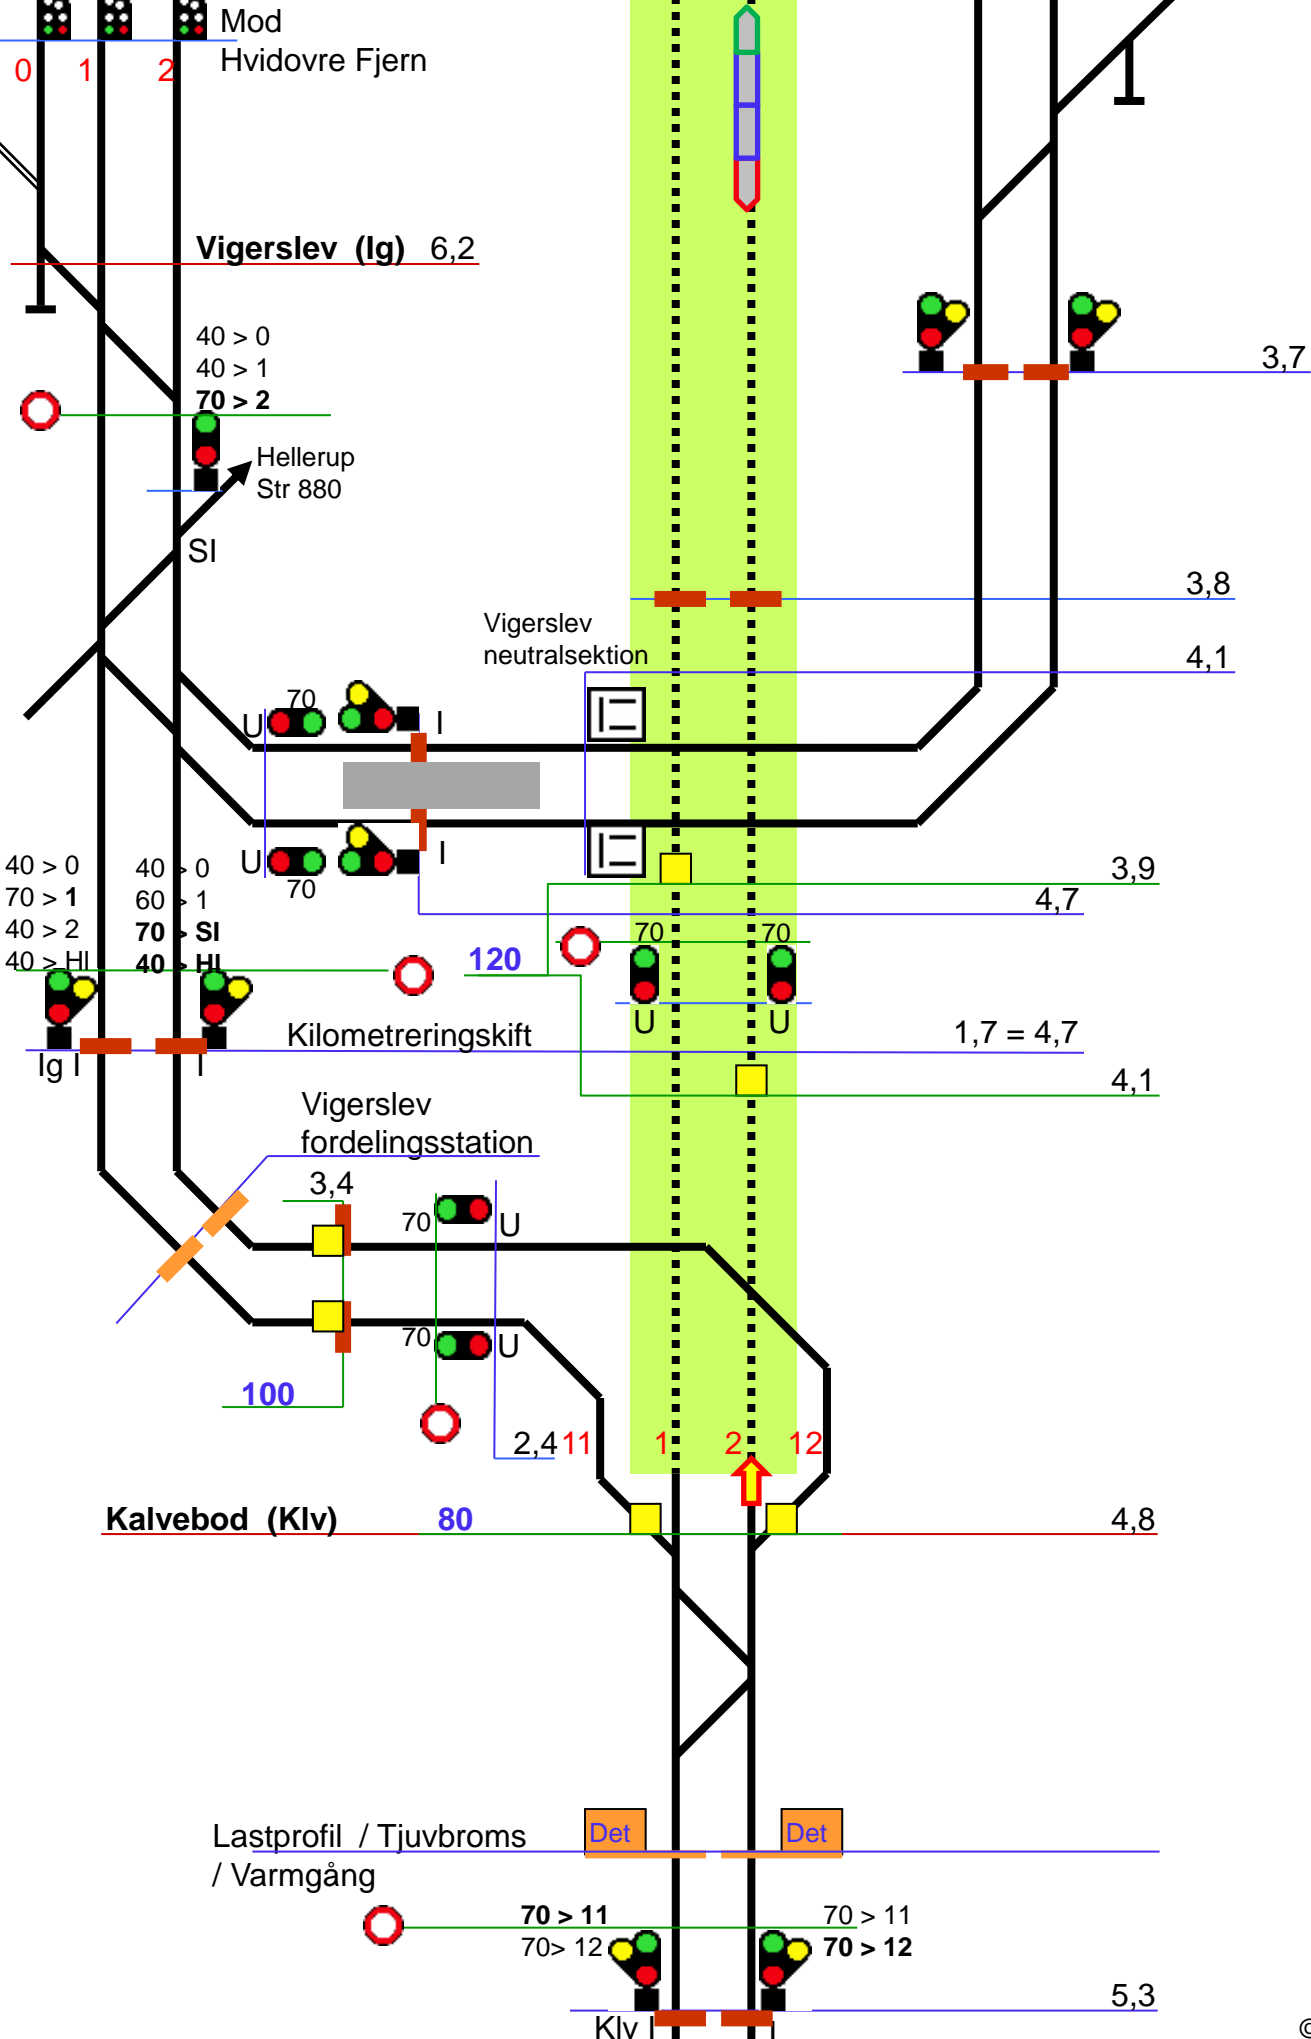 Mod
Hvidovre Fjern
0
1
2
Vigerslev (Ig) 6,2
40 > 0
40 > 1
70 > 2
3,7
Hellerup
Str 880
SI
3,8
Vigerslev
neutralsektion
4,1
70
U
I
U
I
70
40 > 0
70 > 1
40 > 2
40 > HI
40 > 0
60 > 1
70 > SI
40 > HI
3,9
4,7
120
70
70
U
U
Kilometreringskift
1,7 = 4,7
Ig I
I
4,1
Vigerslev
fordelingsstation
3,4
70
U
70
U
100
2,4
11
1
2
12
Kalvebod (Klv)
80
4,8
Det
Det
Lastprofil / Tjuvbroms
/ Varmgång
70 > 11
70> 12
70 > 11
70 > 12
5,3
Klv I
I
©